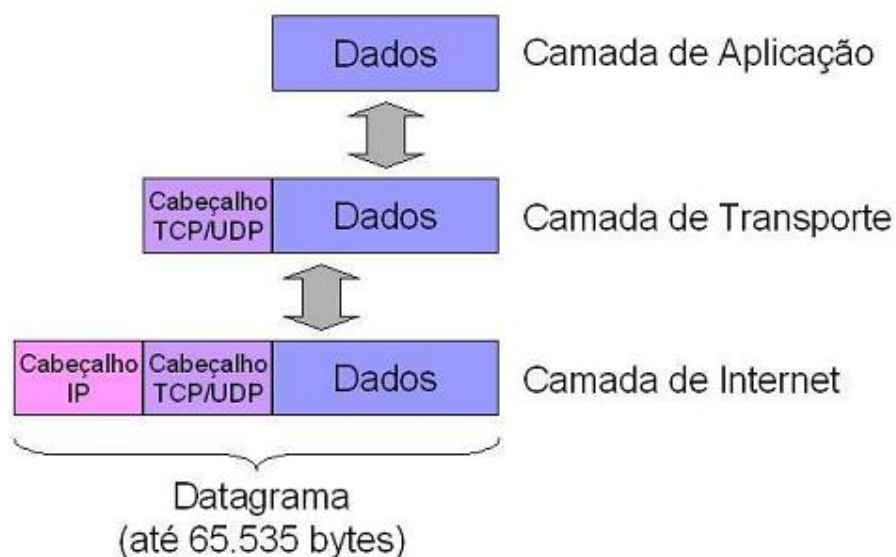 Dados
Camada de Aplicação
Cabeçalho
TCP/UDP
Dados
Camada de Transporte
Cabeçalho
IP
Cabeçalho
TCP/UDP
Dados
Camada de Internet
Datagrama
(até 65.535 bytes)